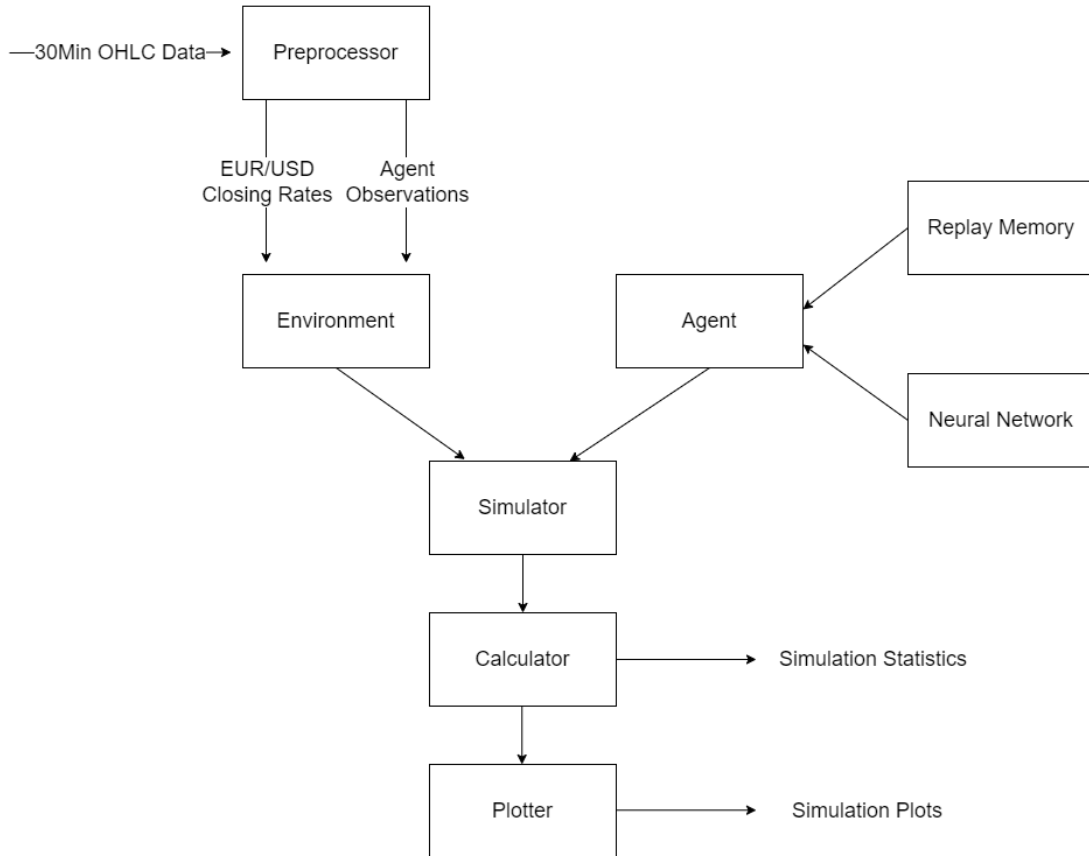 30Min OHLC Data
Preprocessor
EUR/USD
Closing Rates
Agent
Observations
Replay Memory
Environment
Agent
Neural Network
Simulator
Calculator
Simulation Statistics
Plotter
Simulation Plots